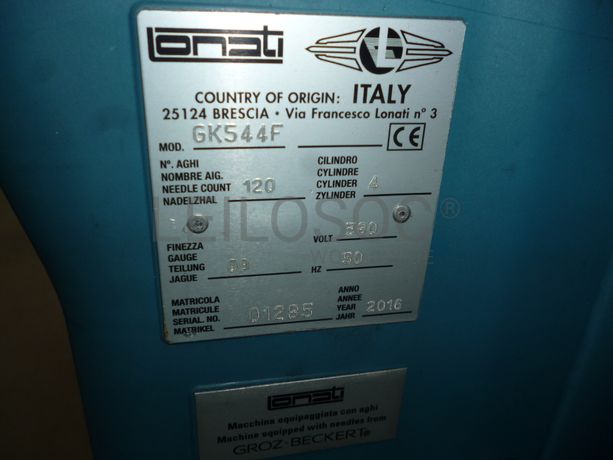 Lonati
COUNTRY OF ORIGIN: ITALY
25124 BRESCIA • Via Francesco Lonati n° 3
MOD. GK544F CE
N°. AGHI
NOMBRE AIG.
NEEDLE COUNT 120
NADELZHAL
CILINDRO
CYLINDRE
CYLINDER 4
ZYLINDER
LEILOSOC®
FINEZZA
GAUGE
TEILUNG
JAGUE
VOLT
HZ
MATRICOLA
MATRICULE
SERIAL. NO. 01295
MATRIKEL
ANNO
ANNEE
YEAR 2016
JAHR
Lonati
Macchina equipaggiata con aghi
Machine equipped with needles from
GROZ-BECKERT®